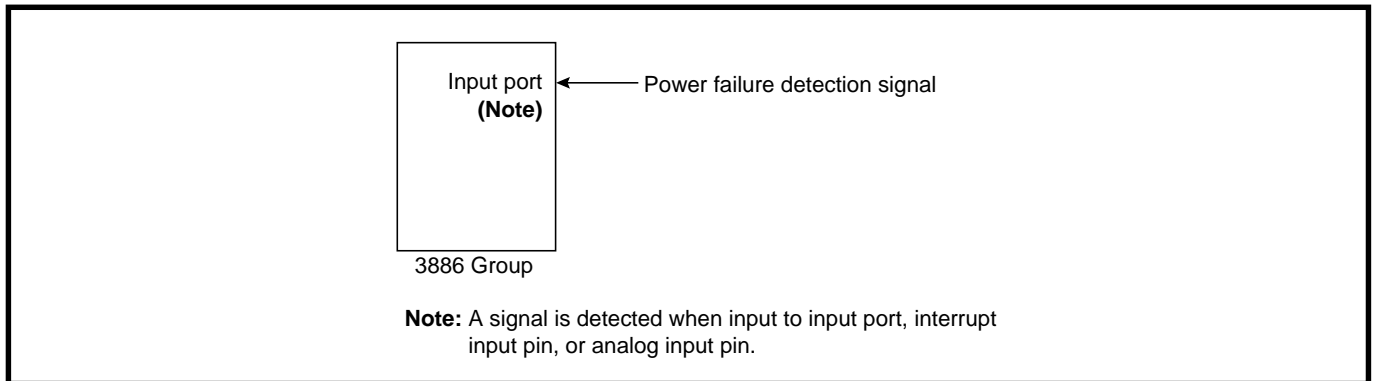 Input port
(Note)
Power failure detection signal
3886 Group
Note: A signal is detected when input to input port, interrupt
input pin, or analog input pin.